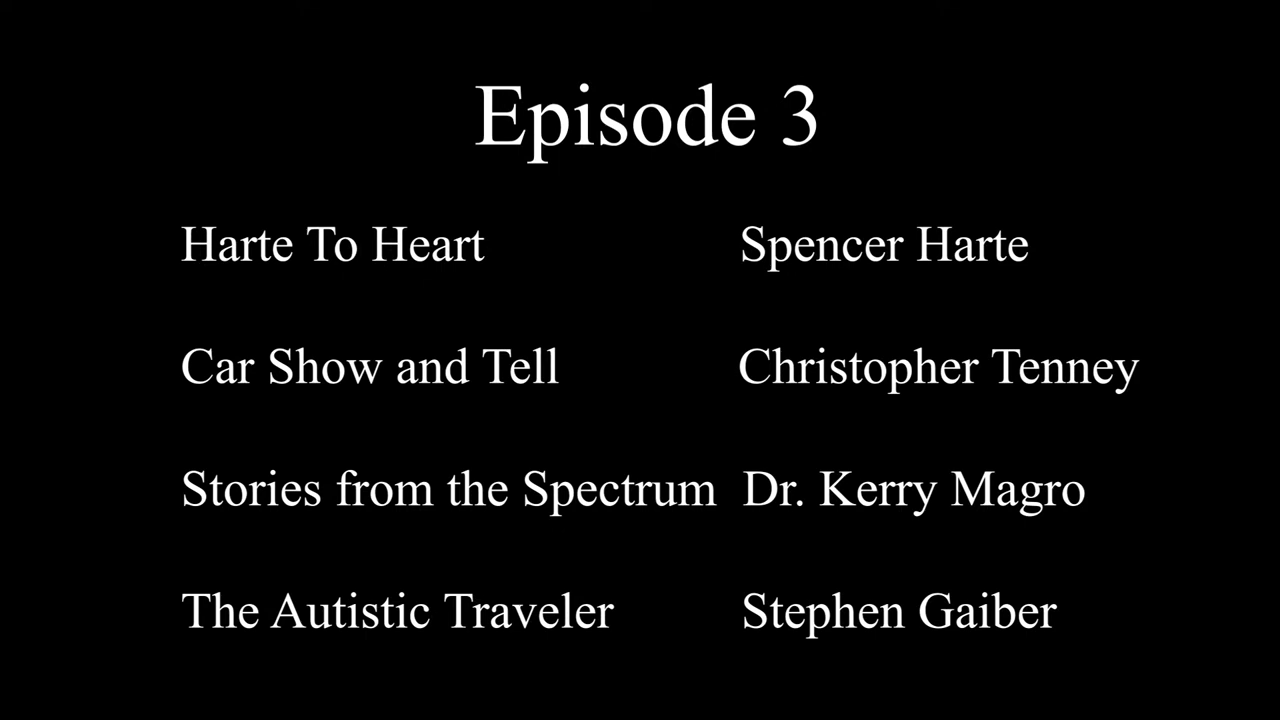 Episode 3
Harte To Heart Spencer Harte
Car Show and Tell Christopher Tenney
Stories from the Spectrum Dr. Kerry Magro
The Autistic Traveler Stephen Gaiber